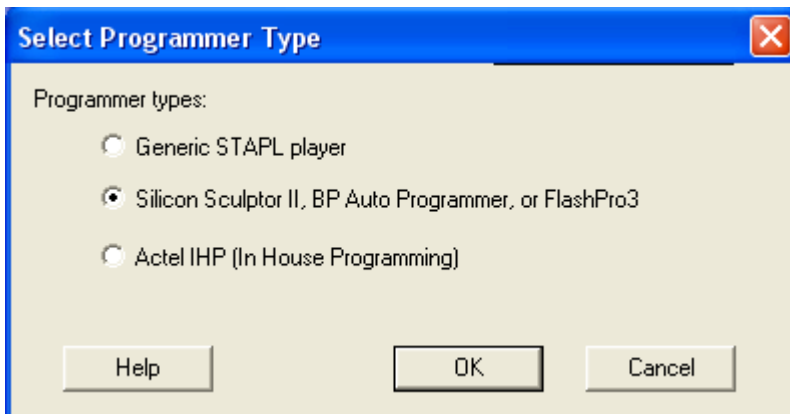 Select Programmer Type
Programmer types:
Generic STAPL player
Silicon Sculptor II, BP Auto Programmer, or FlashPro3
Actel IHP (In House Programming)
Help OK Cancel